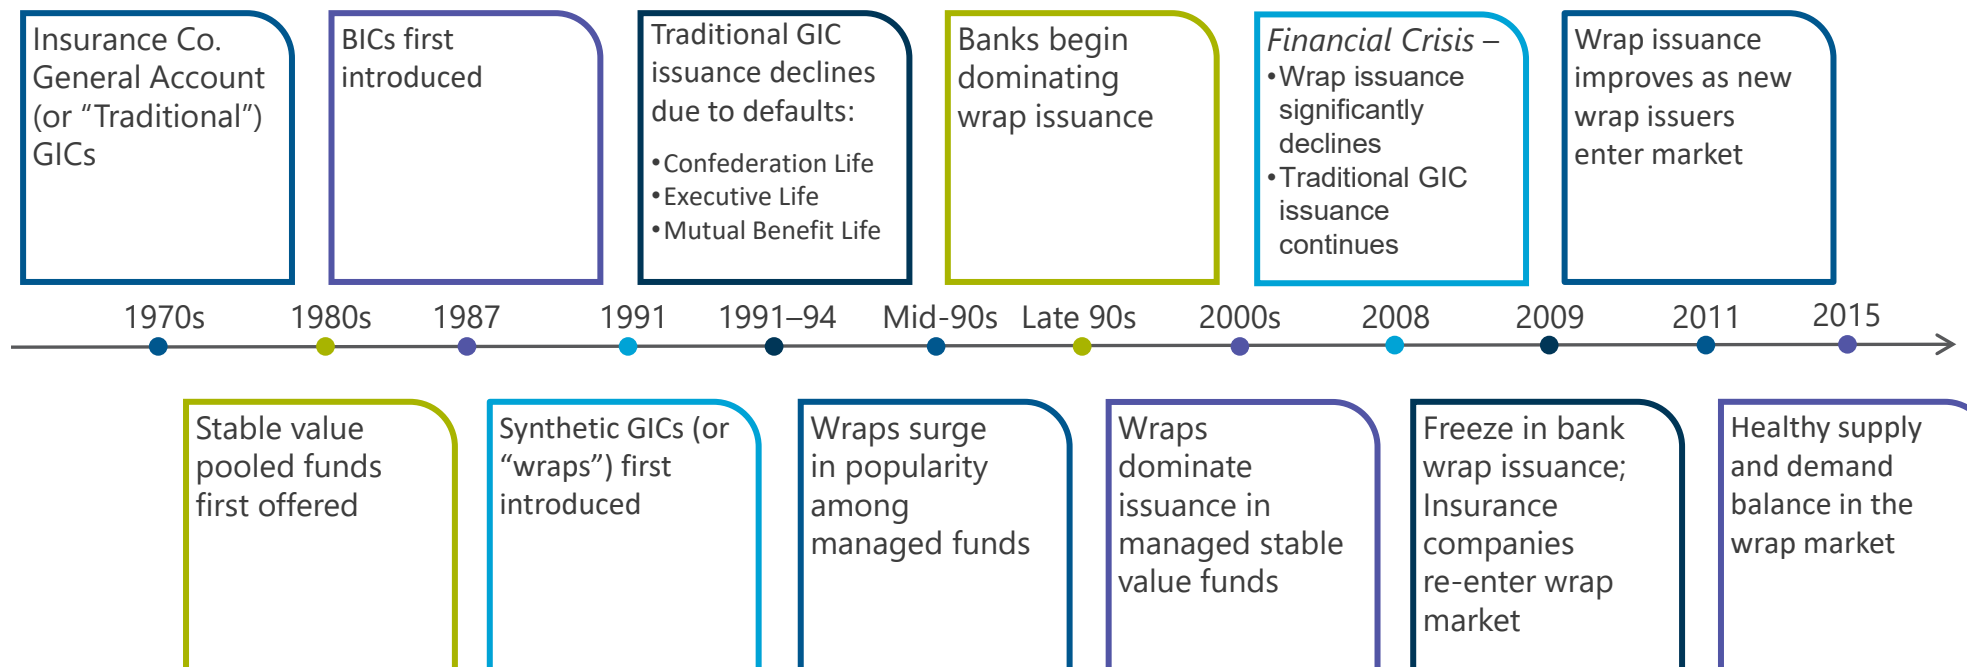 Insurance Co.
General Account
(or “Traditional”)
GICs
BICs first
introduced
Traditional GIC
issuance declines
due to defaults:
•Confederation Life
•Executive Life
•Mutual Benefit Life
Banks begin
dominating
wrap issuance
Financial Crisis –
•Wrap issuance
significantly
declines
•Traditional GIC
issuance
continues
Wrap issuance
improves as new
wrap issuers
enter market
1970s 1980s 1987 1991 1991–94 Mid-90s Late 90s 2000s 2008 2009 2011 2015
Stable value
pooled funds
first offered
Synthetic GICs (or
“wraps”) first
introduced
Wraps surge
in popularity
among
managed funds
Wraps
dominate
issuance in
managed stable
value funds
Freeze in bank
wrap issuance;
Insurance
companies
re-enter wrap
market
Healthy supply
and demand
balance in the
wrap market